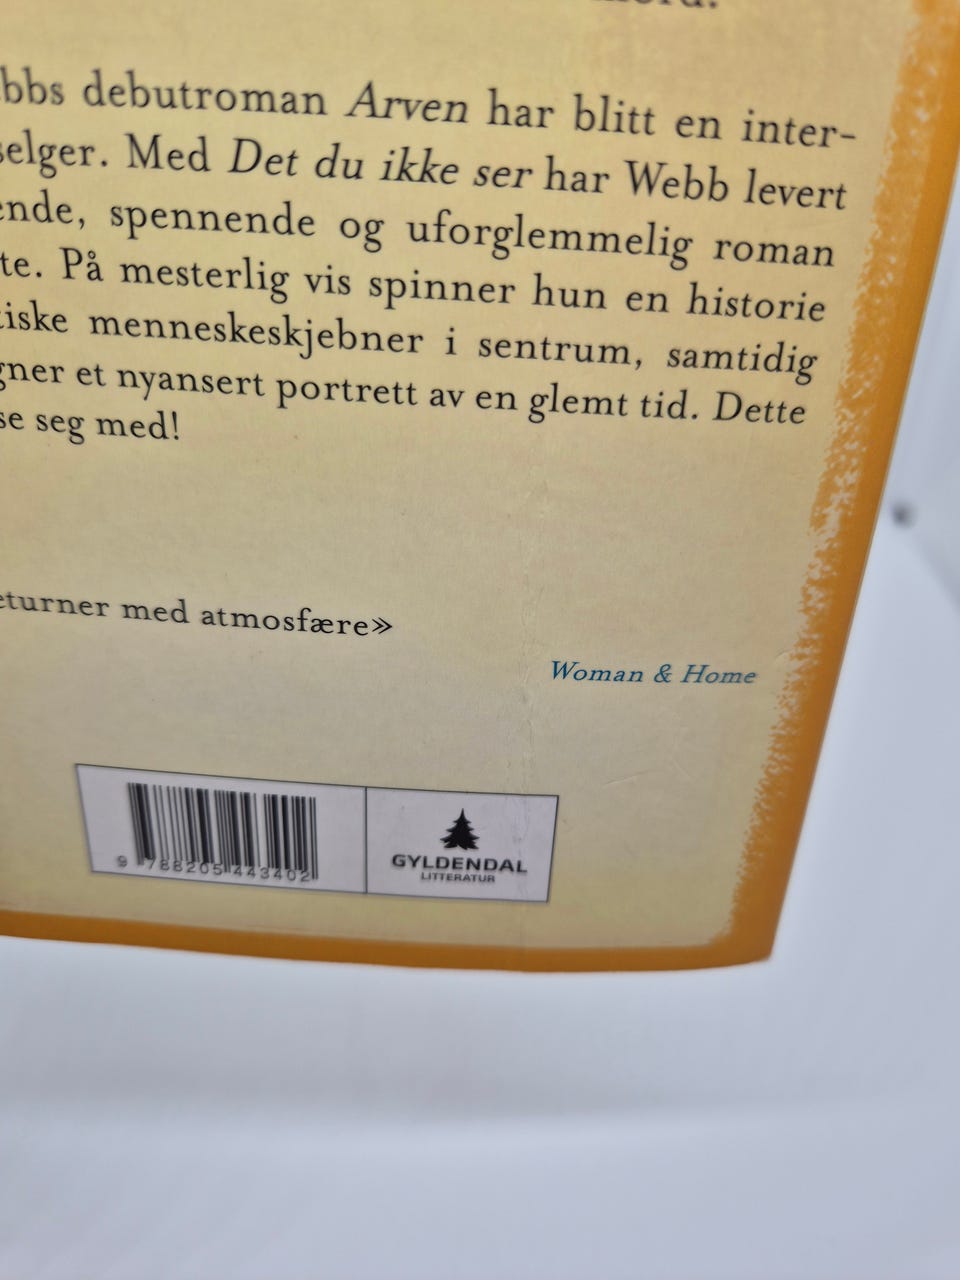 bbs debutroman Arven har blitt en inter-
selger. Med Det du ikke ser har Webb levert
ende, spennende og uforglemmelig roman
te. På mesterlig vis spinner hun en historie
tiske menneskeskjebner i sentrum, samtidig
gner et nyansert portrett av en glemt tid. Dette
se seg med!
eturner med atmosfære»
Woman & Home
9 788205 443402
GYLDENDAL
LITTERATUR